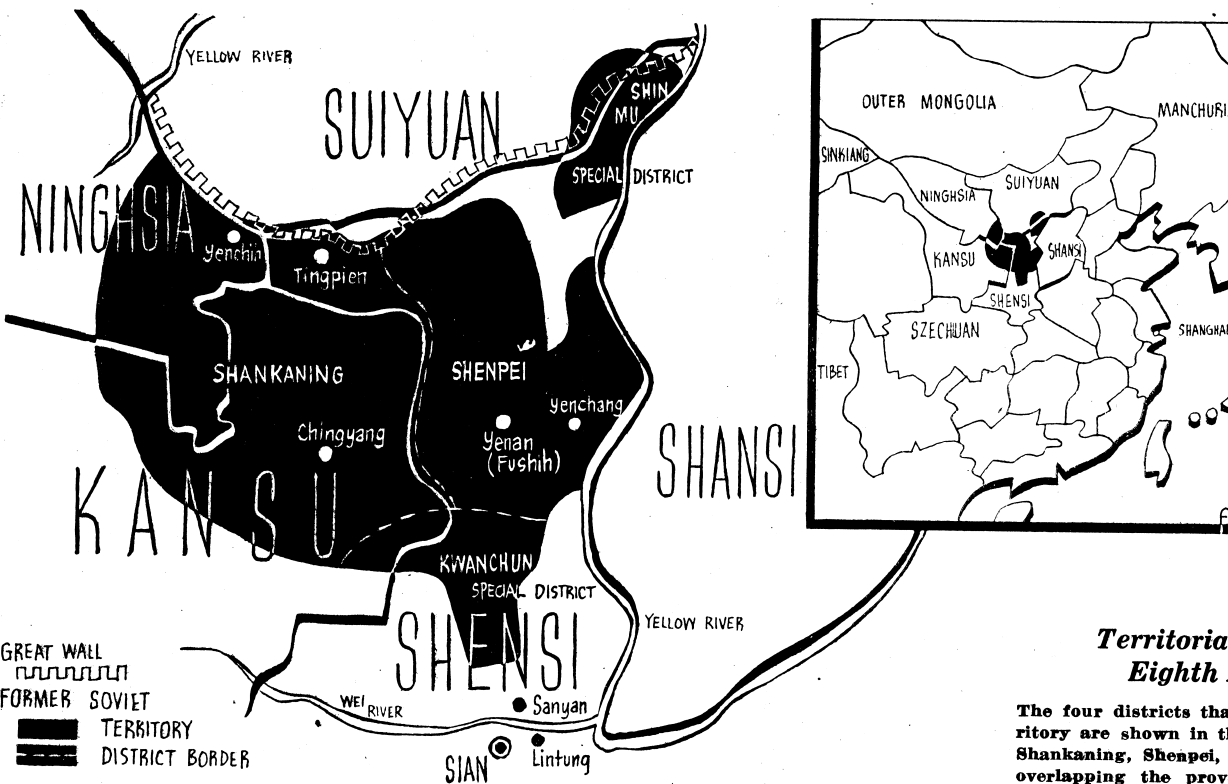 YELLOW RIVER
SUIYUAN
SHIN
MU
SPECIAL DISTRICT
NINGHSIA
Yenchih
Tingpien
SHANKANING
SHENPEI
Yenchang
Chingyang
Yenan
(Fushih)
SHANSI
KANSU
KWANCHUN
SPECIAL DISTRICT
SHENSI
YELLOW RIVER
GREAT WALL
FORMER SOVIET
TERRITORY
DISTRICT BORDER
WEI RIVER
Sanyan
SIAN
Lintung
OUTER MONGOLIA
MANCHURI
SINKIANG
NINGHSIA
SUIYUAN
KANSU
SHANSI
SHENSI
SZECHUAN
SHANGHA
TIBET
Territoria
Eighth
The four districts tha
ritory are shown in th
Shankaning, Shenpei,
overlapping the prov